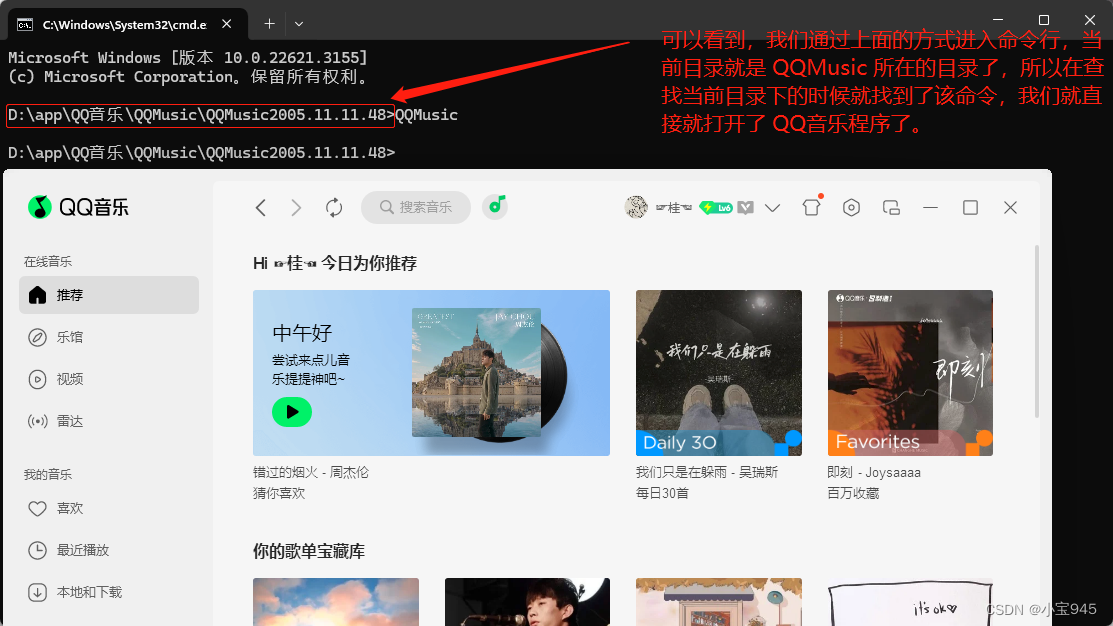 C:\Windows\System32\cmd.e
Microsoft Windows [版本 10.0.22621.3155]
(c) Microsoft Corporation。保留所有权利。
D:\app\QQ音乐\QQMusic\QQMusic2005.11.11.48>QQMusic
D:\app\QQ音乐\QQMusic\QQMusic2005.11.11.48>
可以看到，我们通过上面的方式进入命令行，当
前目录就是 QQMusic 所在的目录了，所以在查
找当前目录下的时候就找到了该命令，我们就直
接就打开了 QQ音乐程序了。
QQ音乐
搜索音乐
☞桂☜
Lv6
在线音乐
推荐
乐馆
视频
雷达
我的音乐
喜欢
最近播放
本地和下载
Hi ☞桂☜ 今日为你推荐
中午好
尝试来点儿音
乐提提神吧~
JAY CHOU
周杰伦
错过的烟火 - 周杰伦
猜你喜欢
我们只是在躲雨
-吴瑞斯-
Daily 30
我们只是在躲雨 - 吴瑞斯
每日30首
QQ音乐
Joysaaaa
即刻
Favorites
即刻 - Joysaaaa
百万收藏
你的歌单宝藏库
it's ok
CSDN @小宝945